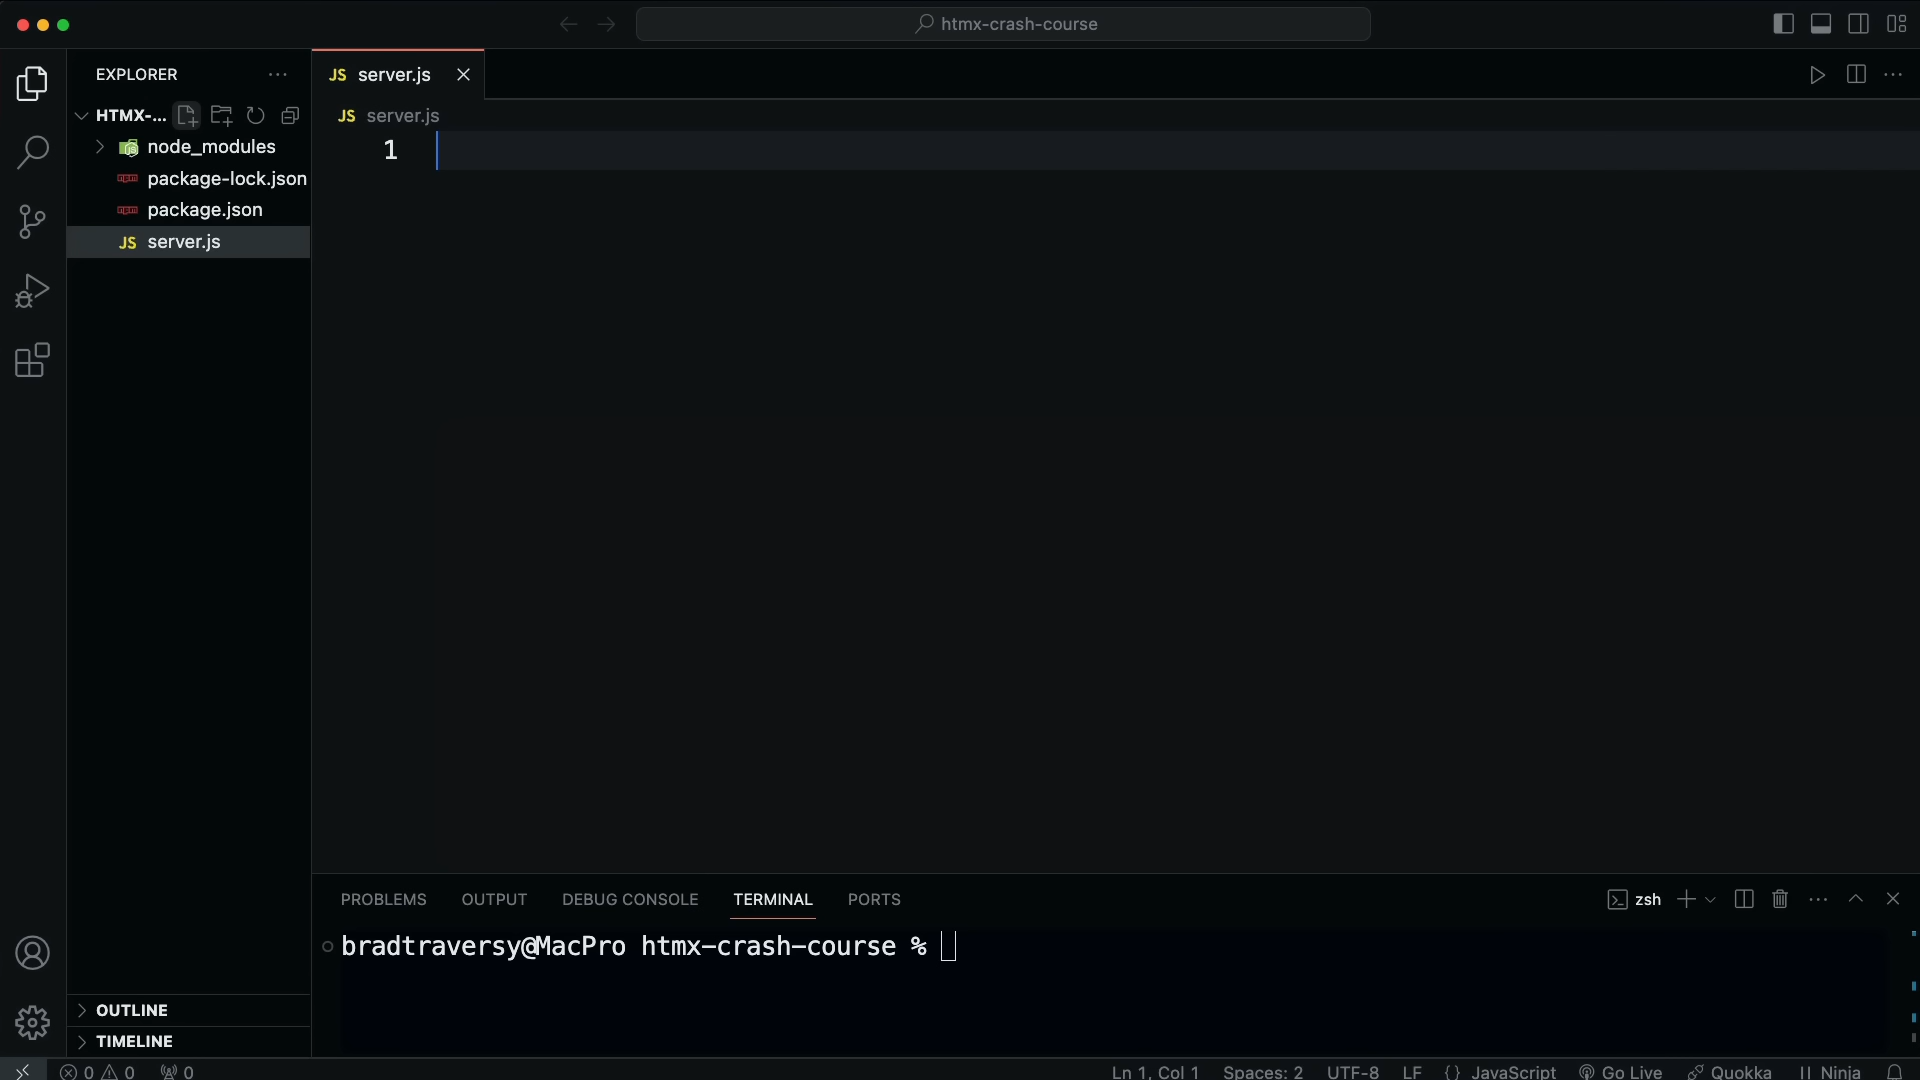 htmx-crash-course
EXPLORER
HTMX-...
node_modules
package-lock.json
package.json
JS server.js
JS server.js
JS server.js
1
PROBLEMS OUTPUT DEBUG CONSOLE TERMINAL PORTS
zsh
bradtraversy@MacPro htmx-crash-course %
OUTLINE
TIMELINE
0 0 0
Ln 1, Col 1 Spaces: 2 UTF-8 LF {} JavaScript Go Live Quokka Ninja